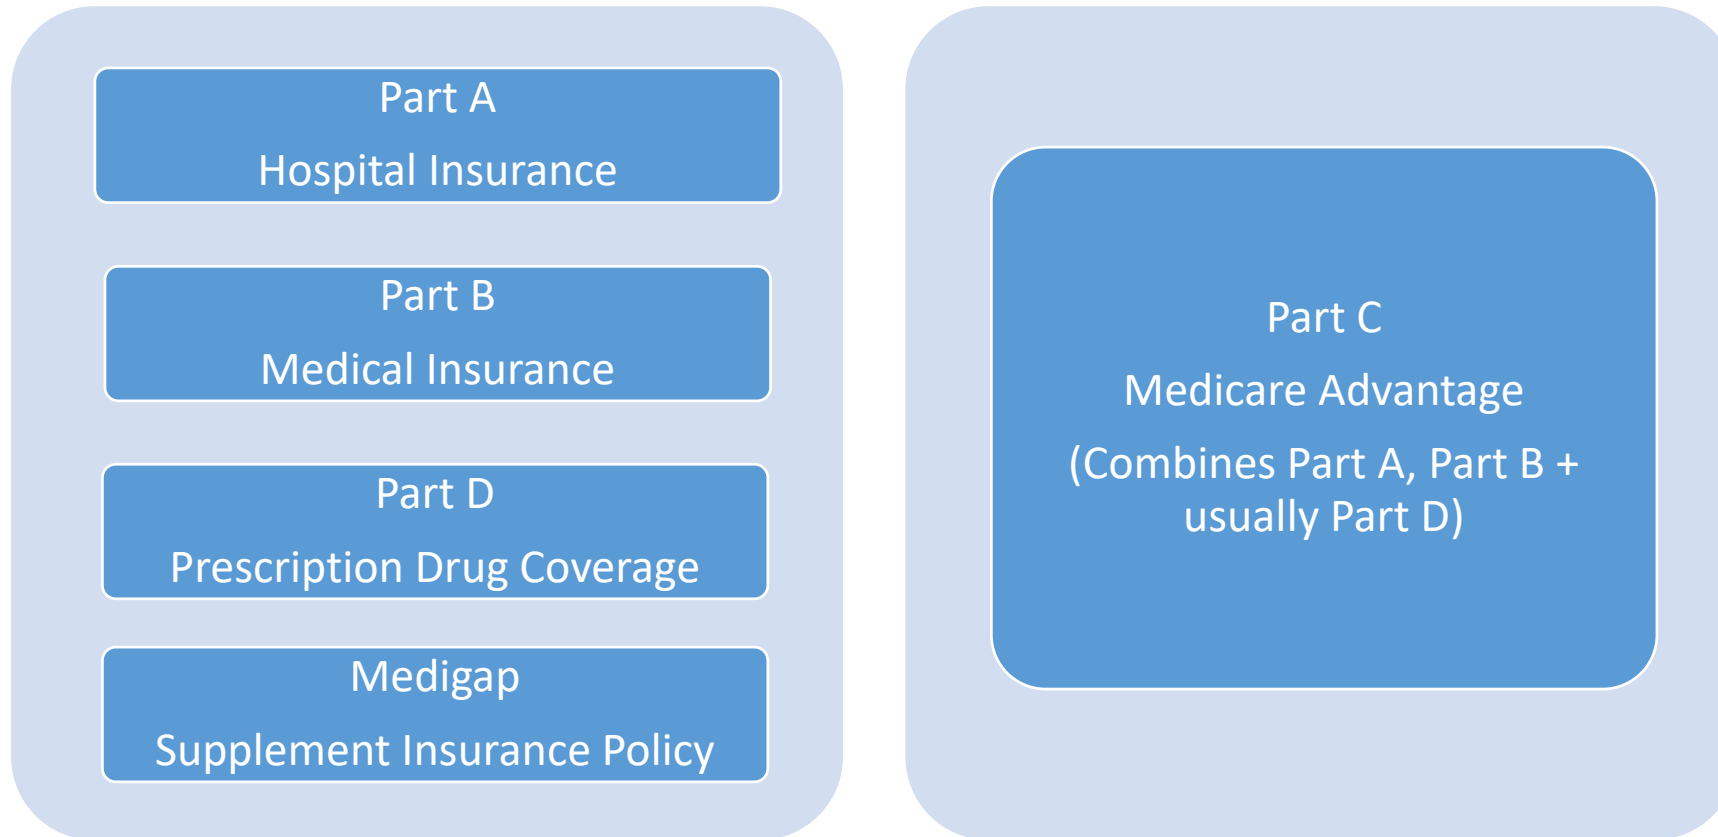 Part A
Hospital Insurance
Part B
Medical Insurance
Part D
Prescription Drug Coverage
Medigap
Supplement Insurance Policy
Part C
Medicare Advantage
(Combines Part A, Part B +
usually Part D)